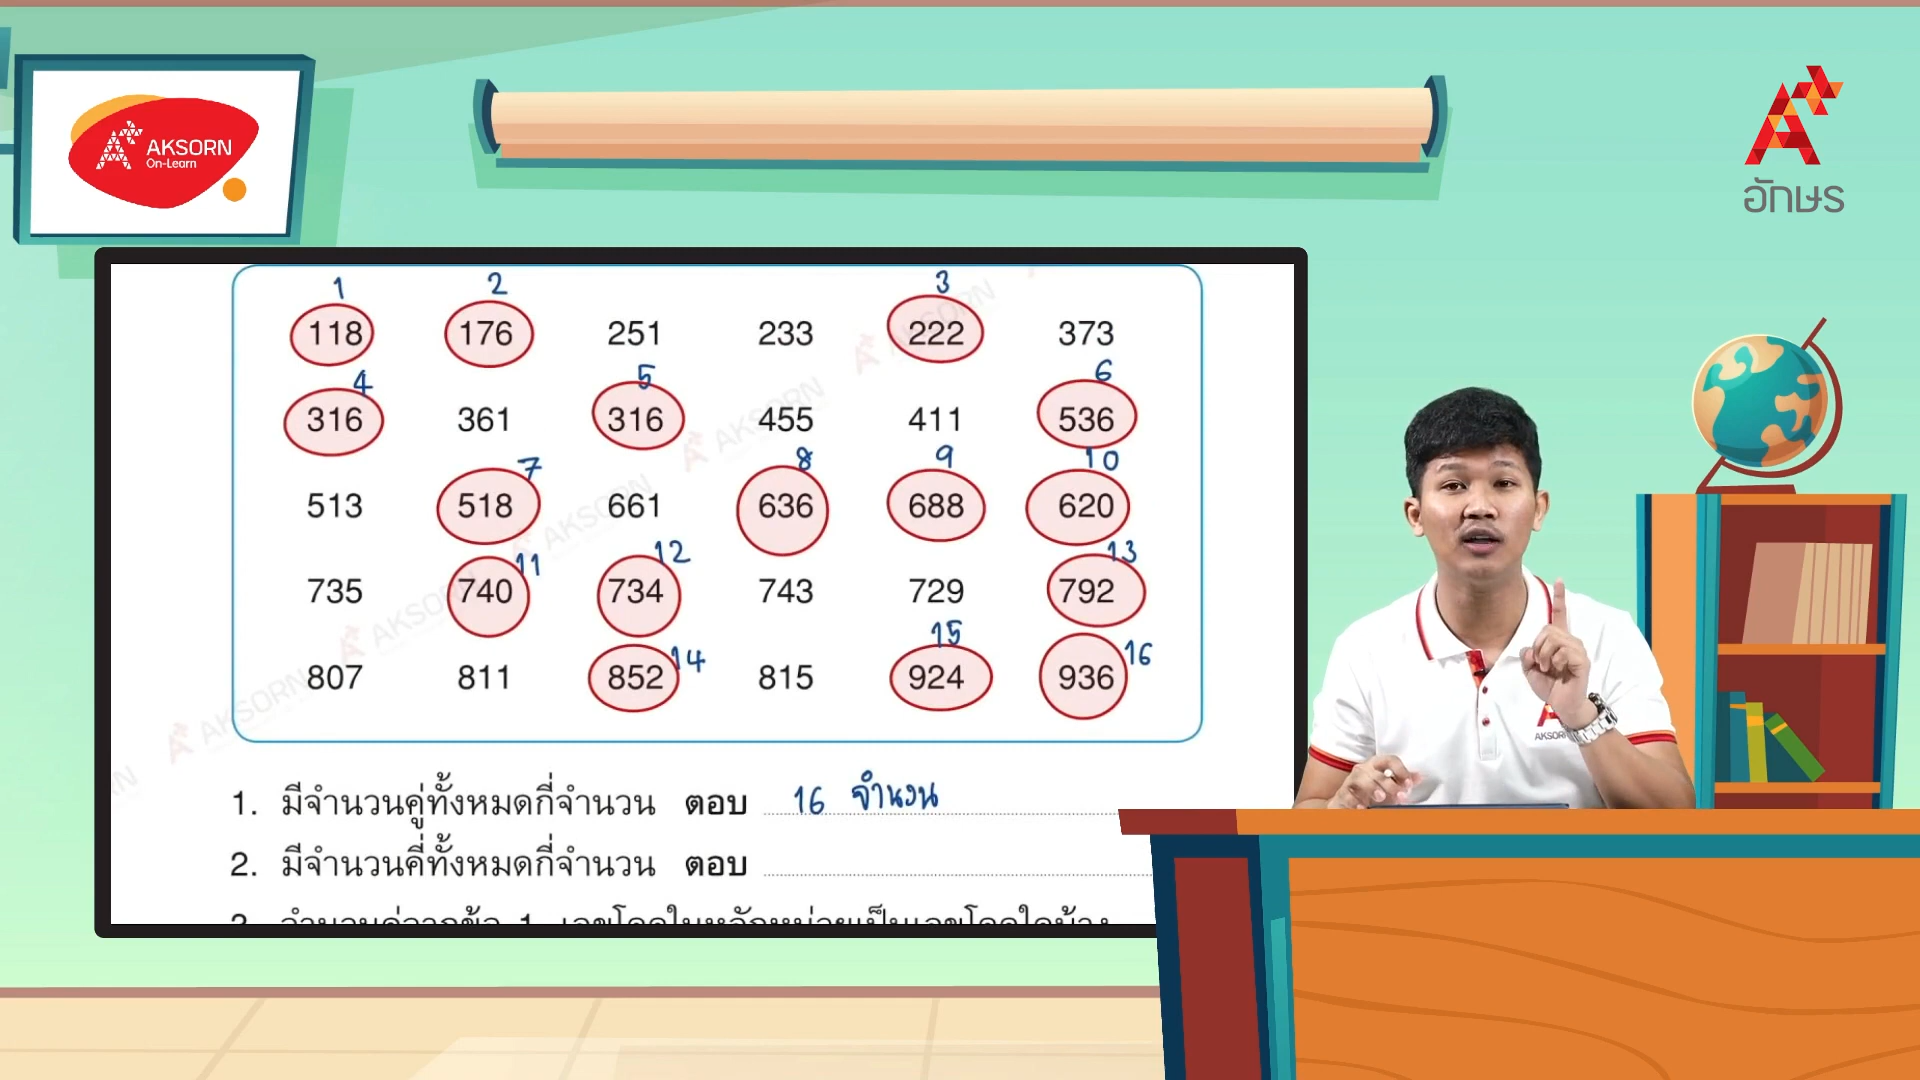 AKSORN
On-Learn
อักษร
1 2 3
118 176 251 233 222 373
4 5 6
316 361 316 455 411 536
7 8 9 10
513 518 661 636 688 620
11 12 13
735 740 734 743 729 792
14 15 16
807 811 852 815 924 936
AKSORN
1. มีจำนวนคู่ทั้งหมดกี่จำนวน ตอบ 16 จำนวน
2. มีจำนวนคี่ทั้งหมดกี่จำนวน ตอบ